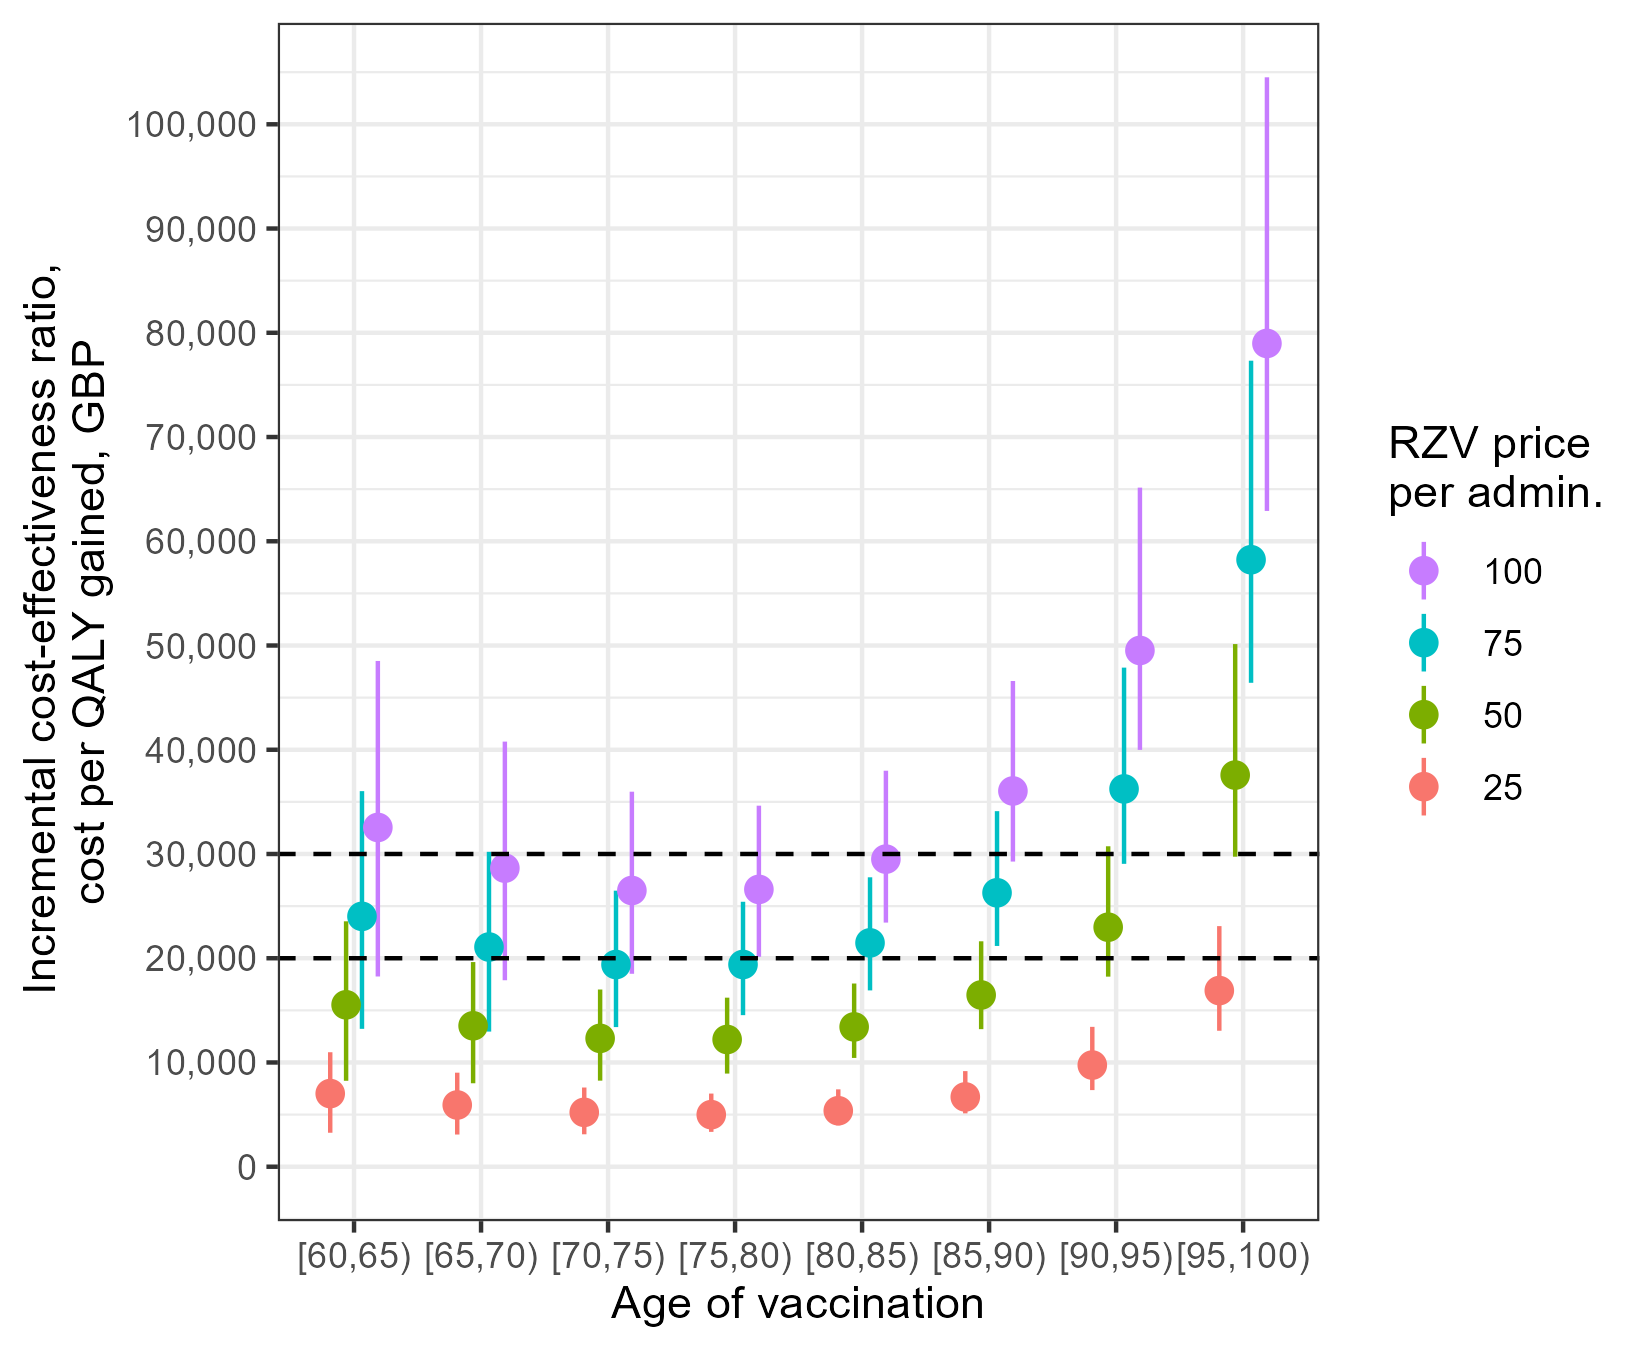 Incremental cost-effectiveness ratio,
cost per QALY gained, GBP
100,000
90,000
80,000
70,000
60,000
50,000
40,000
30,000
20,000
10,000
0
[60,65) [65,70) [70,75) [75,80) [80,85) [85,90) [90,95) [95,100)
Age of vaccination
RZV price
per admin.
100
75
50
25